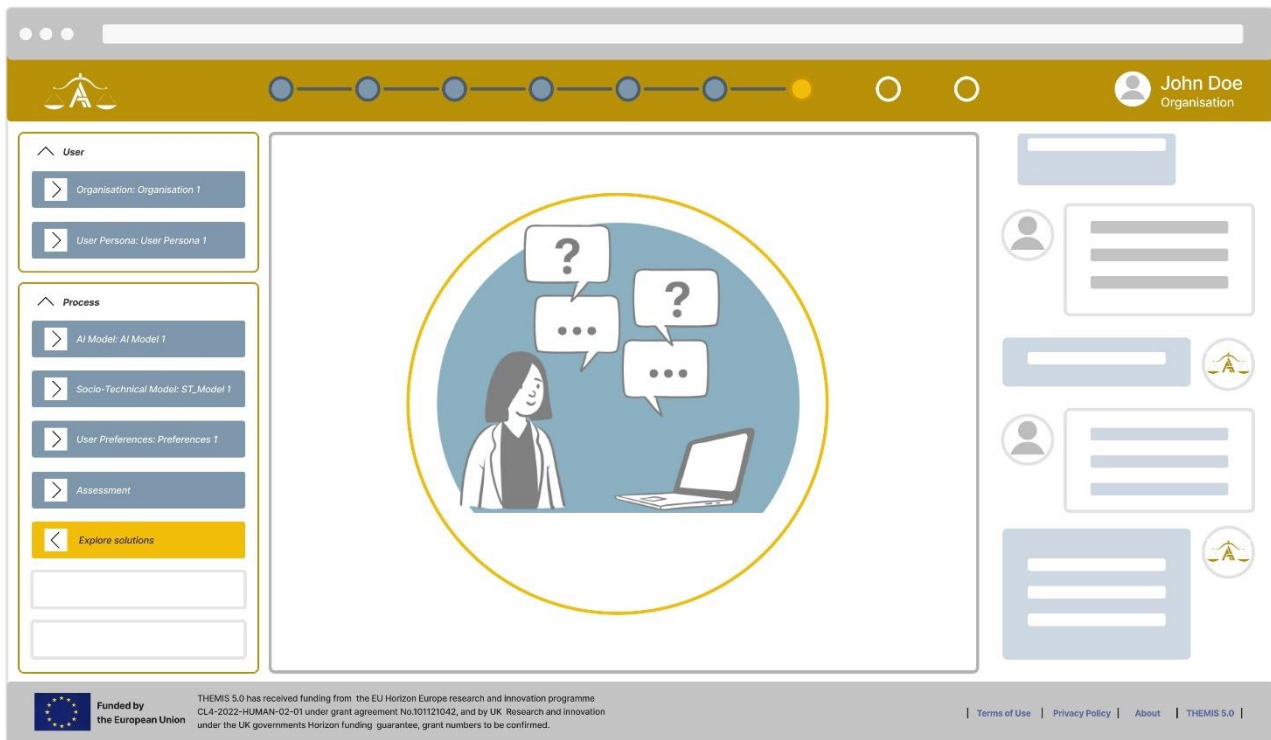 John Doe
Organisation
User
Organisation: Organisation 1
User Persona: User Persona 1
Process
AI Model: AI Model 1
Socio-Technical Model: ST_Model 1
User Preferences: Preferences 1
Assessment
Explore solutions
?
?
...
...
Funded by
the European Union
THEMIS 5.0 has received funding from the EU Horizon Europe research and innovation programme
CL4-2022-HUMAN-02-01 under grant agreement No.101121042, and by UK Research and innovation
under the UK governments Horizon funding guarantee, grant numbers to be confirmed.
| Terms of Use | Privacy Policy | About | THEMIS 5.0 |